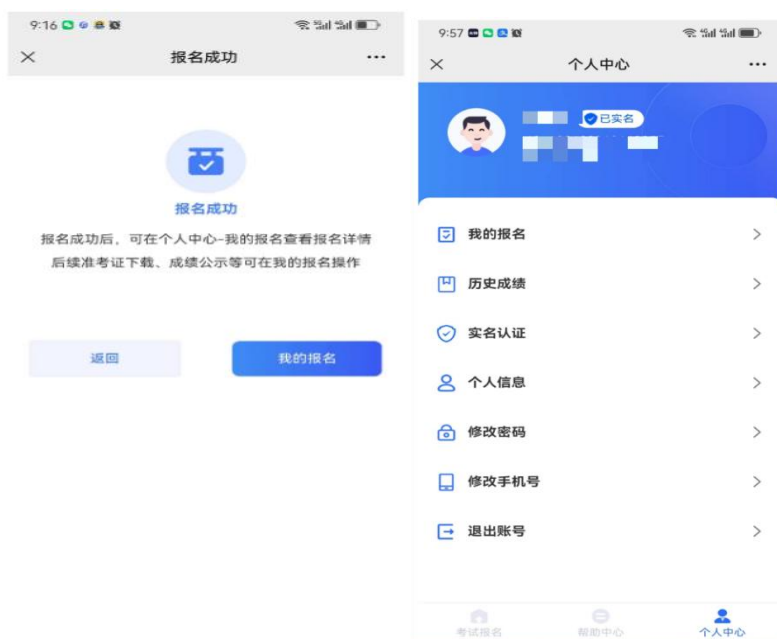 9:16
报名成功
报名成功
报名成功后，可在个人中心-我的报名查看报名详情
后续准考证下载、成绩公示等可在我的报名操作
返回
我的报名
9:57
个人中心
已实名
我的报名
历史成绩
实名认证
个人信息
修改密码
修改手机号
退出账号
考试报名
帮助中心
个人中心